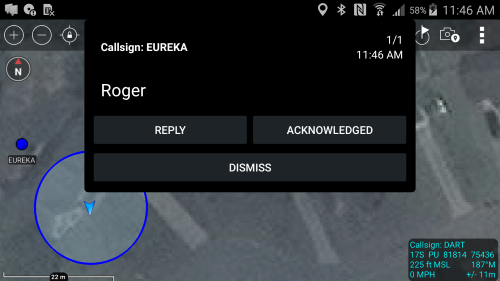 58% 11:46 AM
Callsign: EUREKA
1/1
11:46 AM
Roger
REPLY
ACKNOWLEDGED
DISMISS
N
EUREKA
22 m
Callsign: DART
17S PU 81814 75436
225 ft MSL 187°M
0 MPH +/- 11m